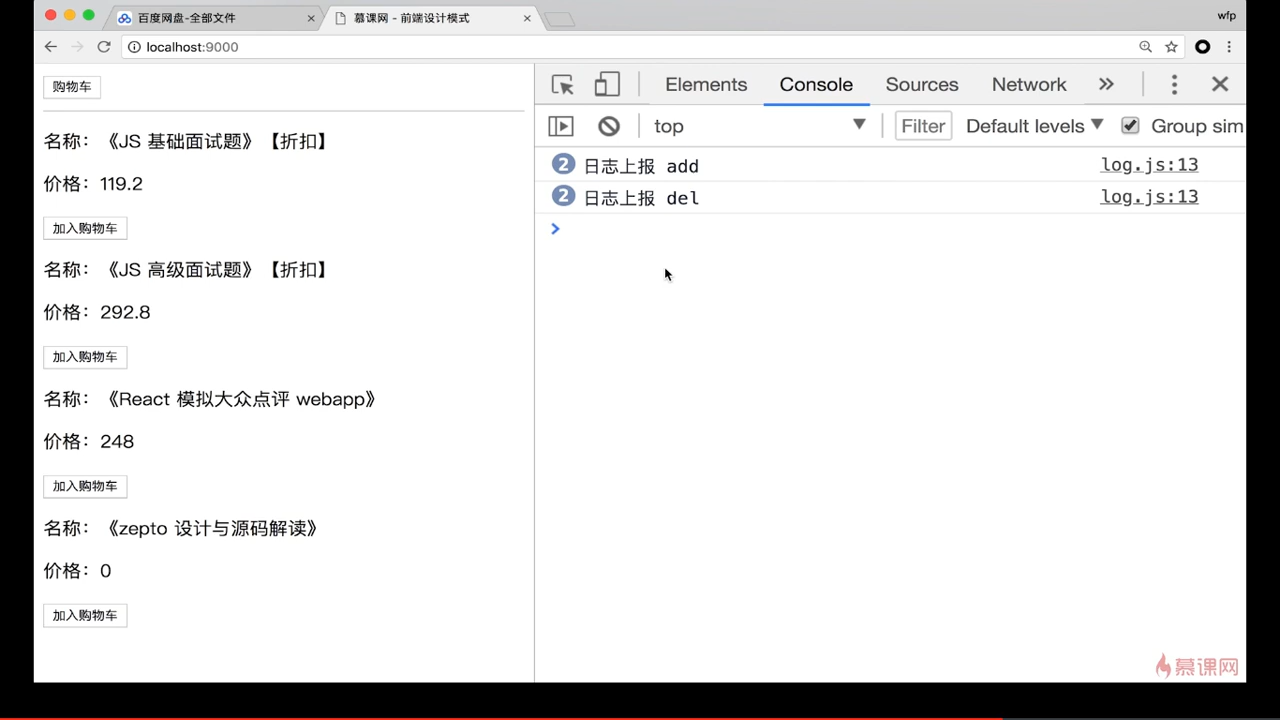 百度网盘-全部文件
慕课网 - 前端设计模式
wfp
localhost:9000
购物车
名称：《JS 基础面试题》【折扣】
价格：119.2
加入购物车
名称：《JS 高级面试题》【折扣】
价格：292.8
加入购物车
名称：《React 模拟大众点评 webapp》
价格：248
加入购物车
名称：《zepto 设计与源码解读》
价格：0
加入购物车
Elements Console Sources Network
top Filter Default levels Group sim
2 日志上报 add log.js:13
2 日志上报 del log.js:13
慕课网